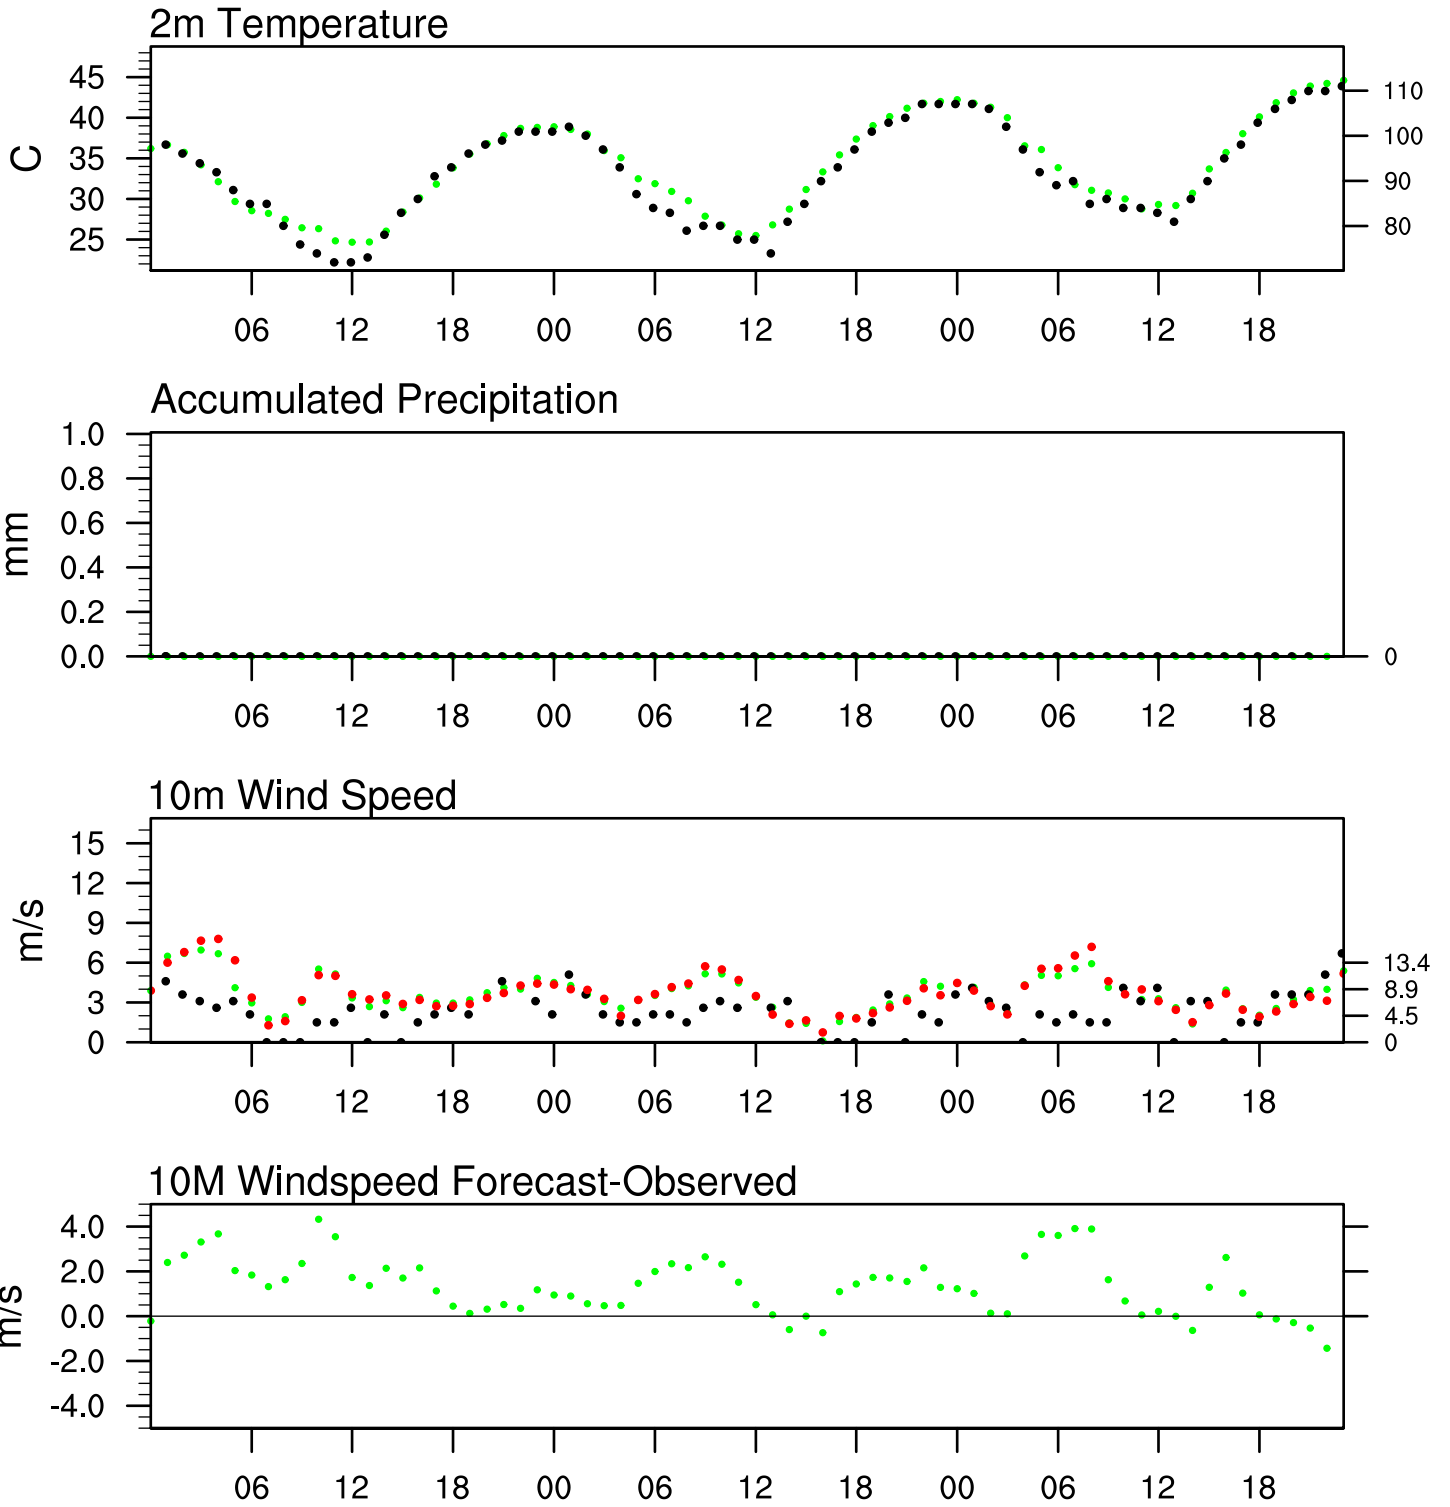 2m Temperature
45
40
35
30
25
C
110
100
90
80
06 12 18 00 06 12 18 00 06 12 18
Accumulated Precipitation
1.0
0.8
0.6
0.4
0.2
0.0
mm
0
06 12 18 00 06 12 18 00 06 12 18
10m Wind Speed
15
12
9
6
3
0
m/s
13.4
8.9
4.5
0
06 12 18 00 06 12 18 00 06 12 18
10M Windspeed Forecast-Observed
4.0
2.0
0.0
-2.0
-4.0
m/s
06 12 18 00 06 12 18 00 06 12 18